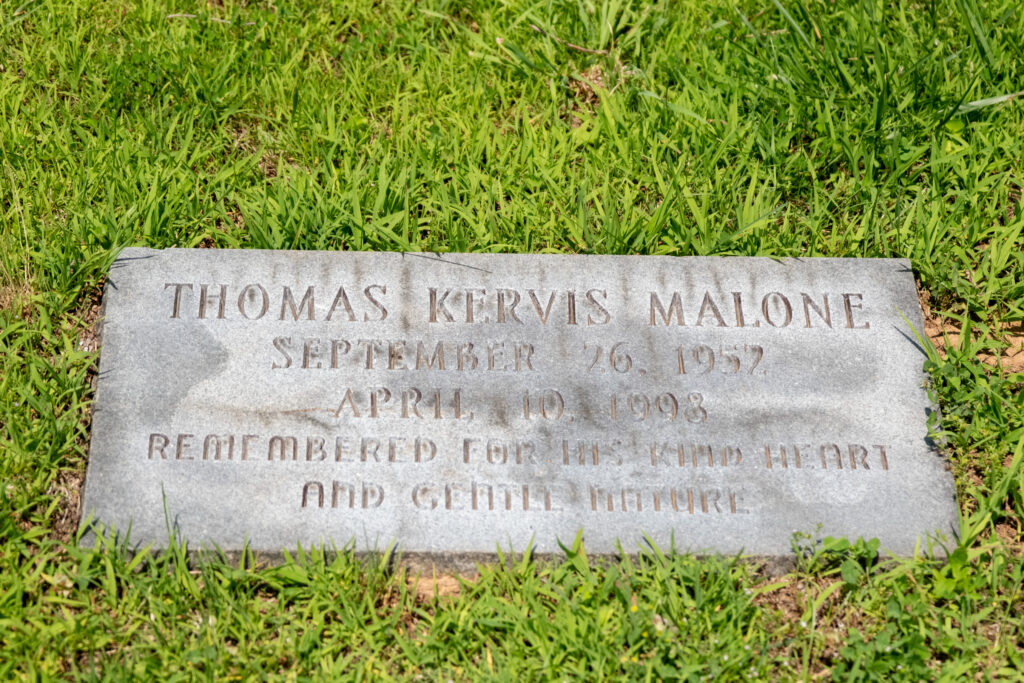 THOMAS KERVIS MALONE
SEPTEMBER 26, 1952
APRIL 10, 1998
REMEMBERED FOR HIS KIND HEART
AND GENTLE NATURE